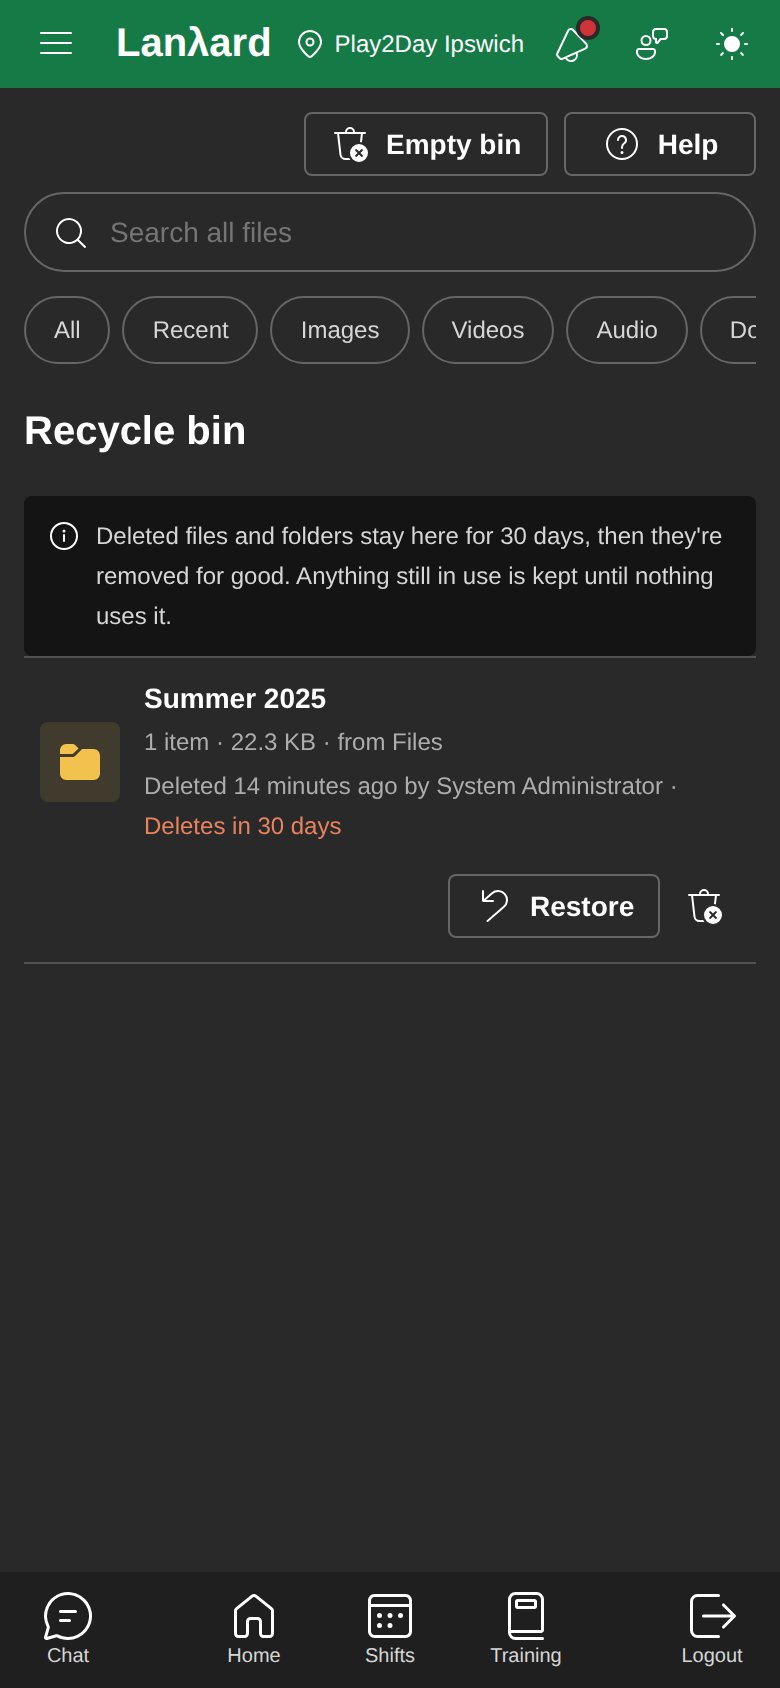 Lanλard
Play2Day Ipswich
Empty bin
Help
Search all files
All
Recent
Images
Videos
Audio
Do
Recycle bin
Deleted files and folders stay here for 30 days, then they're
removed for good. Anything still in use is kept until nothing
uses it.
Summer 2025
1 item · 22.3 KB · from Files
Deleted 14 minutes ago by System Administrator ·
Deletes in 30 days
Restore
Chat
Home
Shifts
Training
Logout